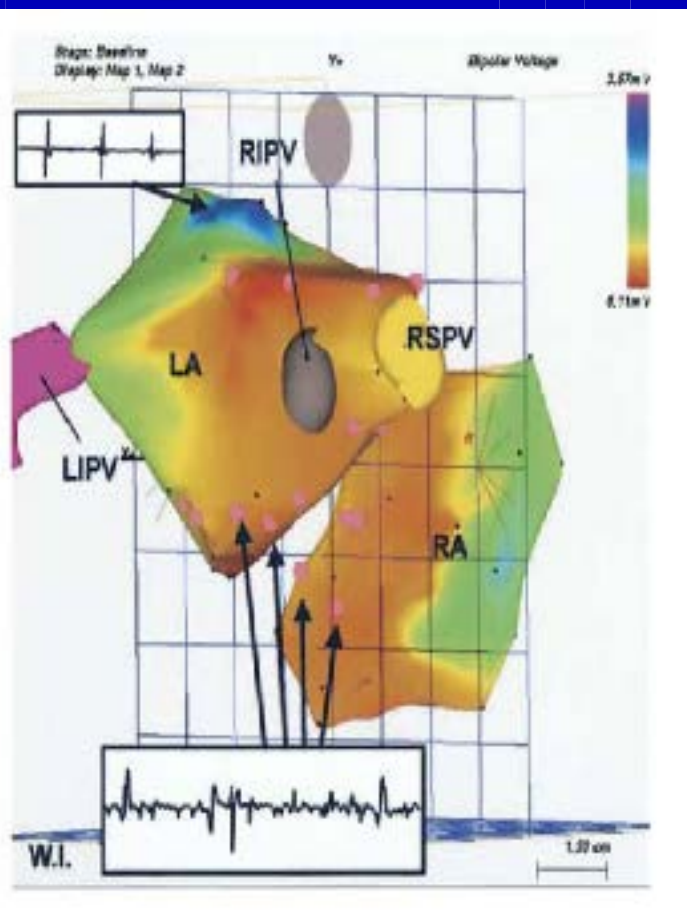 Stage: Baseline
Display: Map 1, Map 2
Bipolar Voltage
RIPV
LA
RSPV
LIPV
RA
W.I.